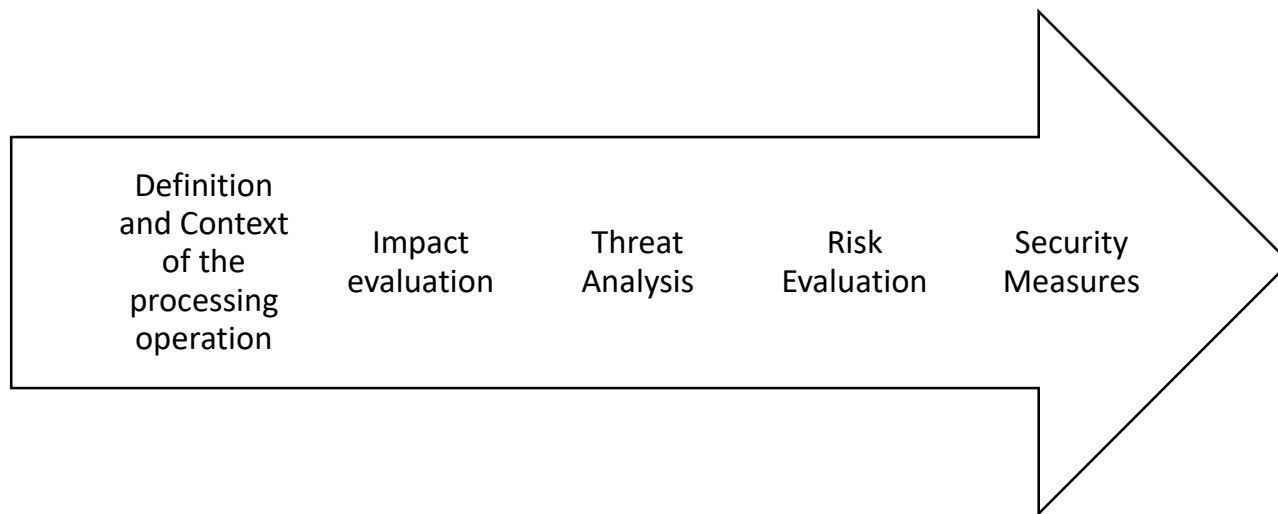 Definition
and Context
of the
processing
operation
Impact
evaluation
Threat
Analysis
Risk
Evaluation
Security
Measures